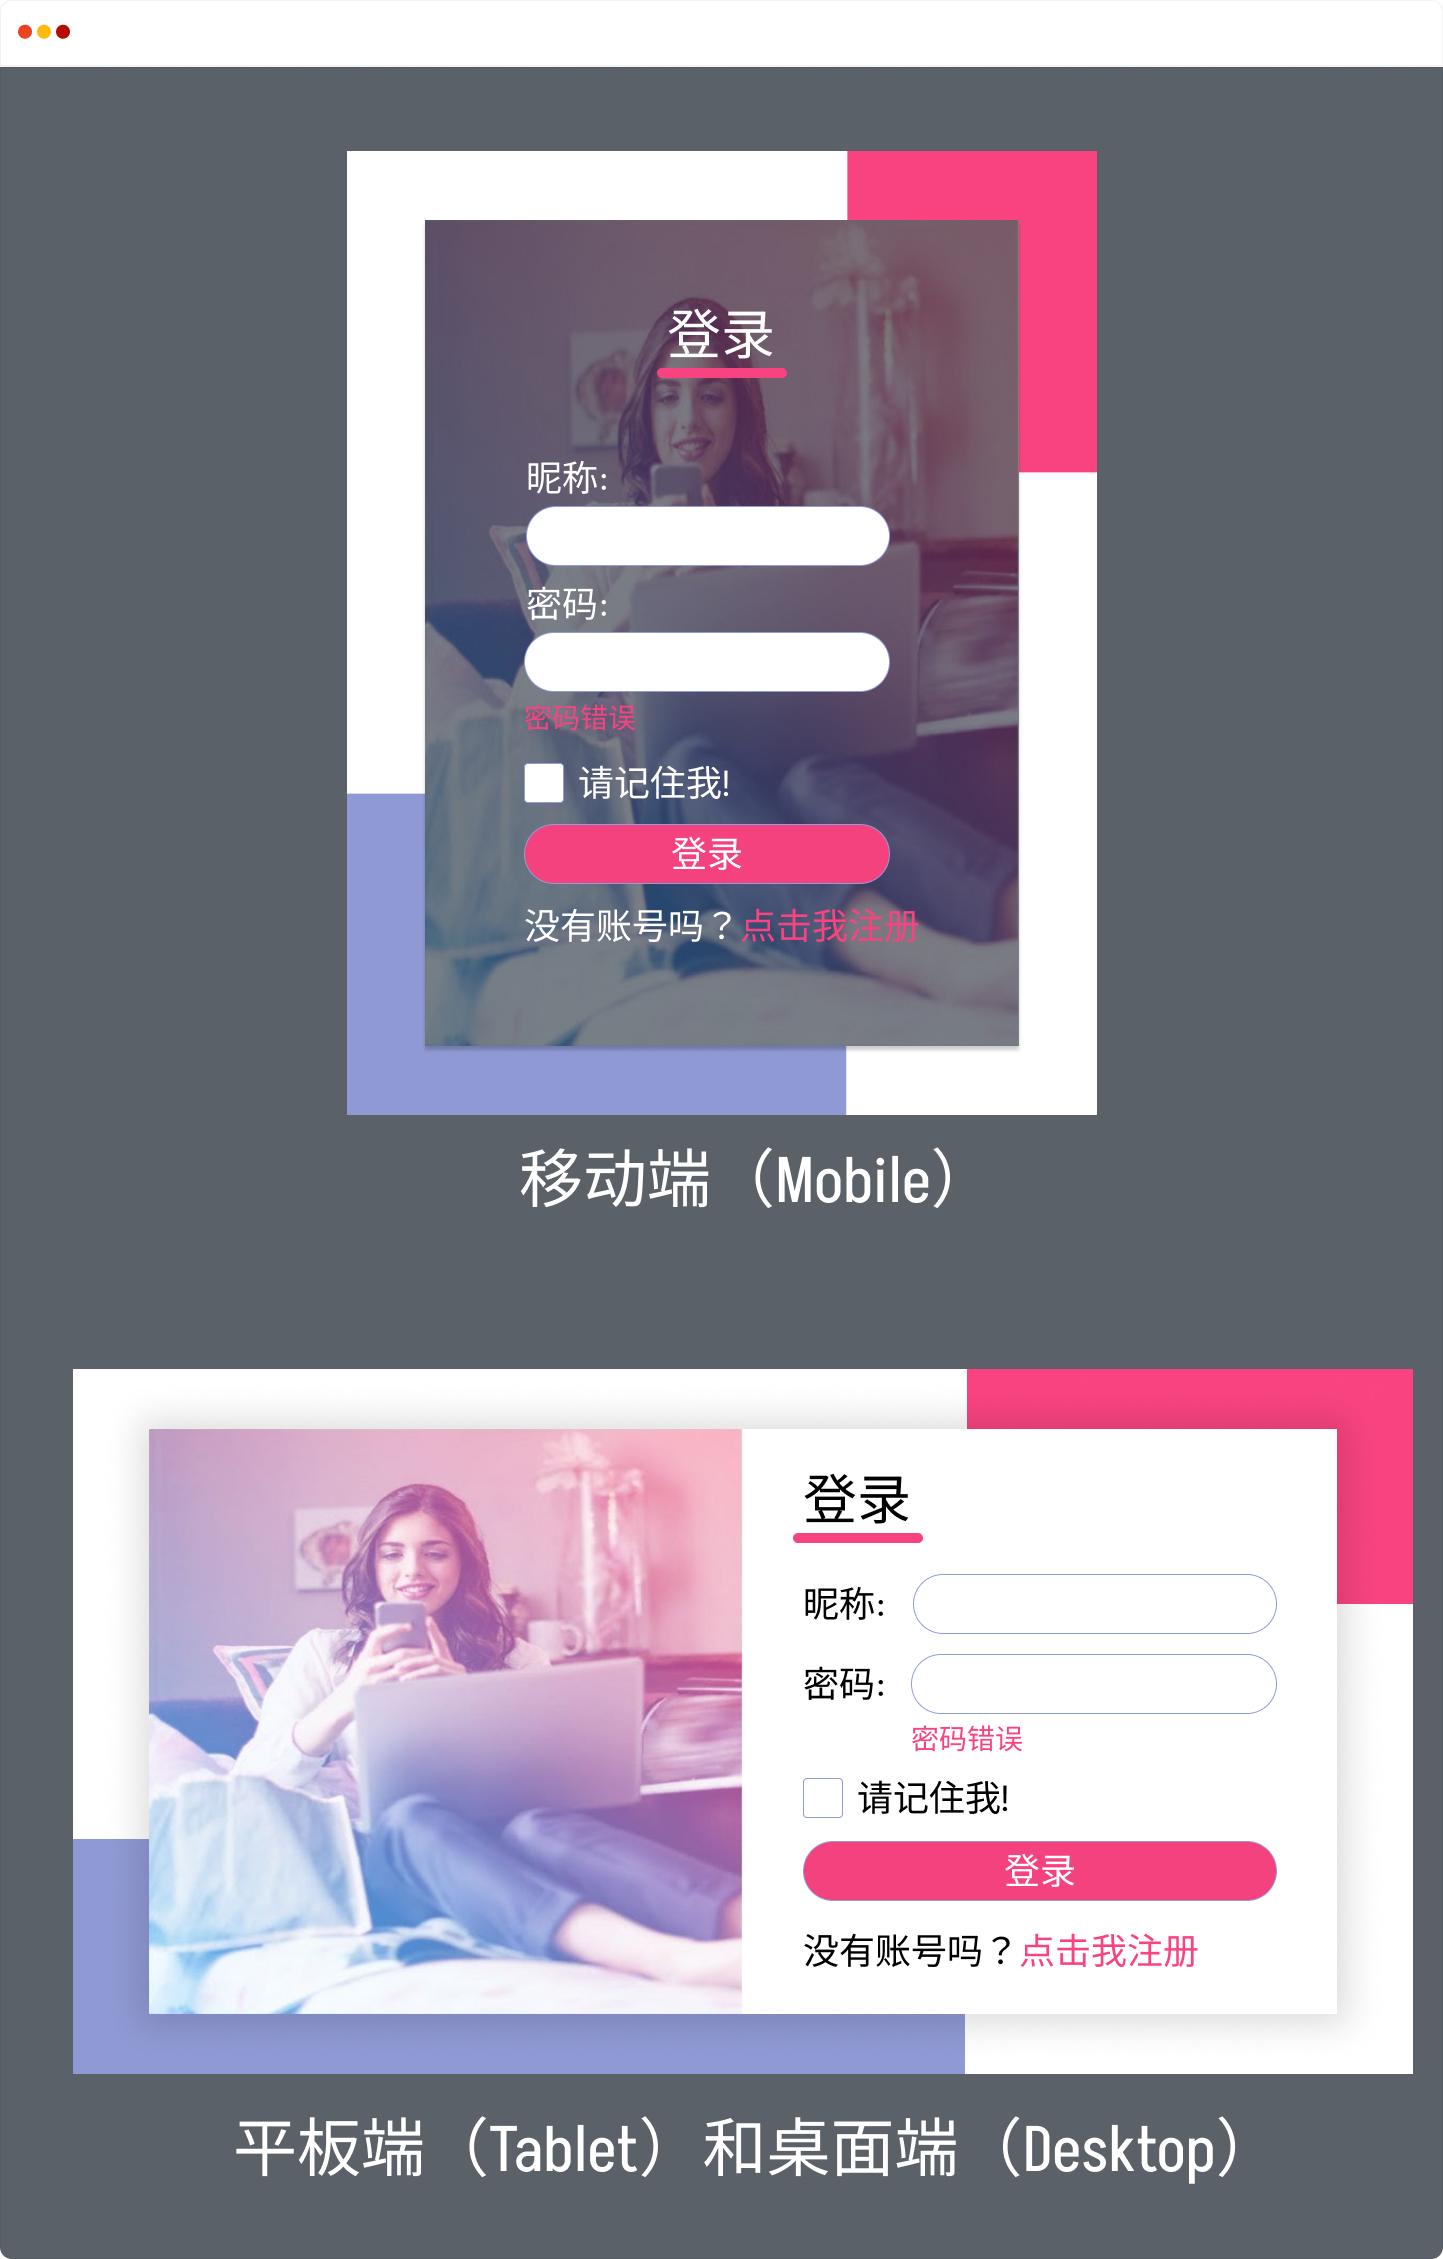 登录
昵称:
密码:
密码错误
请记住我!
登录
没有账号吗？点击我注册
移动端（Mobile）
登录
昵称:
密码:
密码错误
请记住我!
登录
没有账号吗？点击我注册
平板端（Tablet）和桌面端（Desktop）